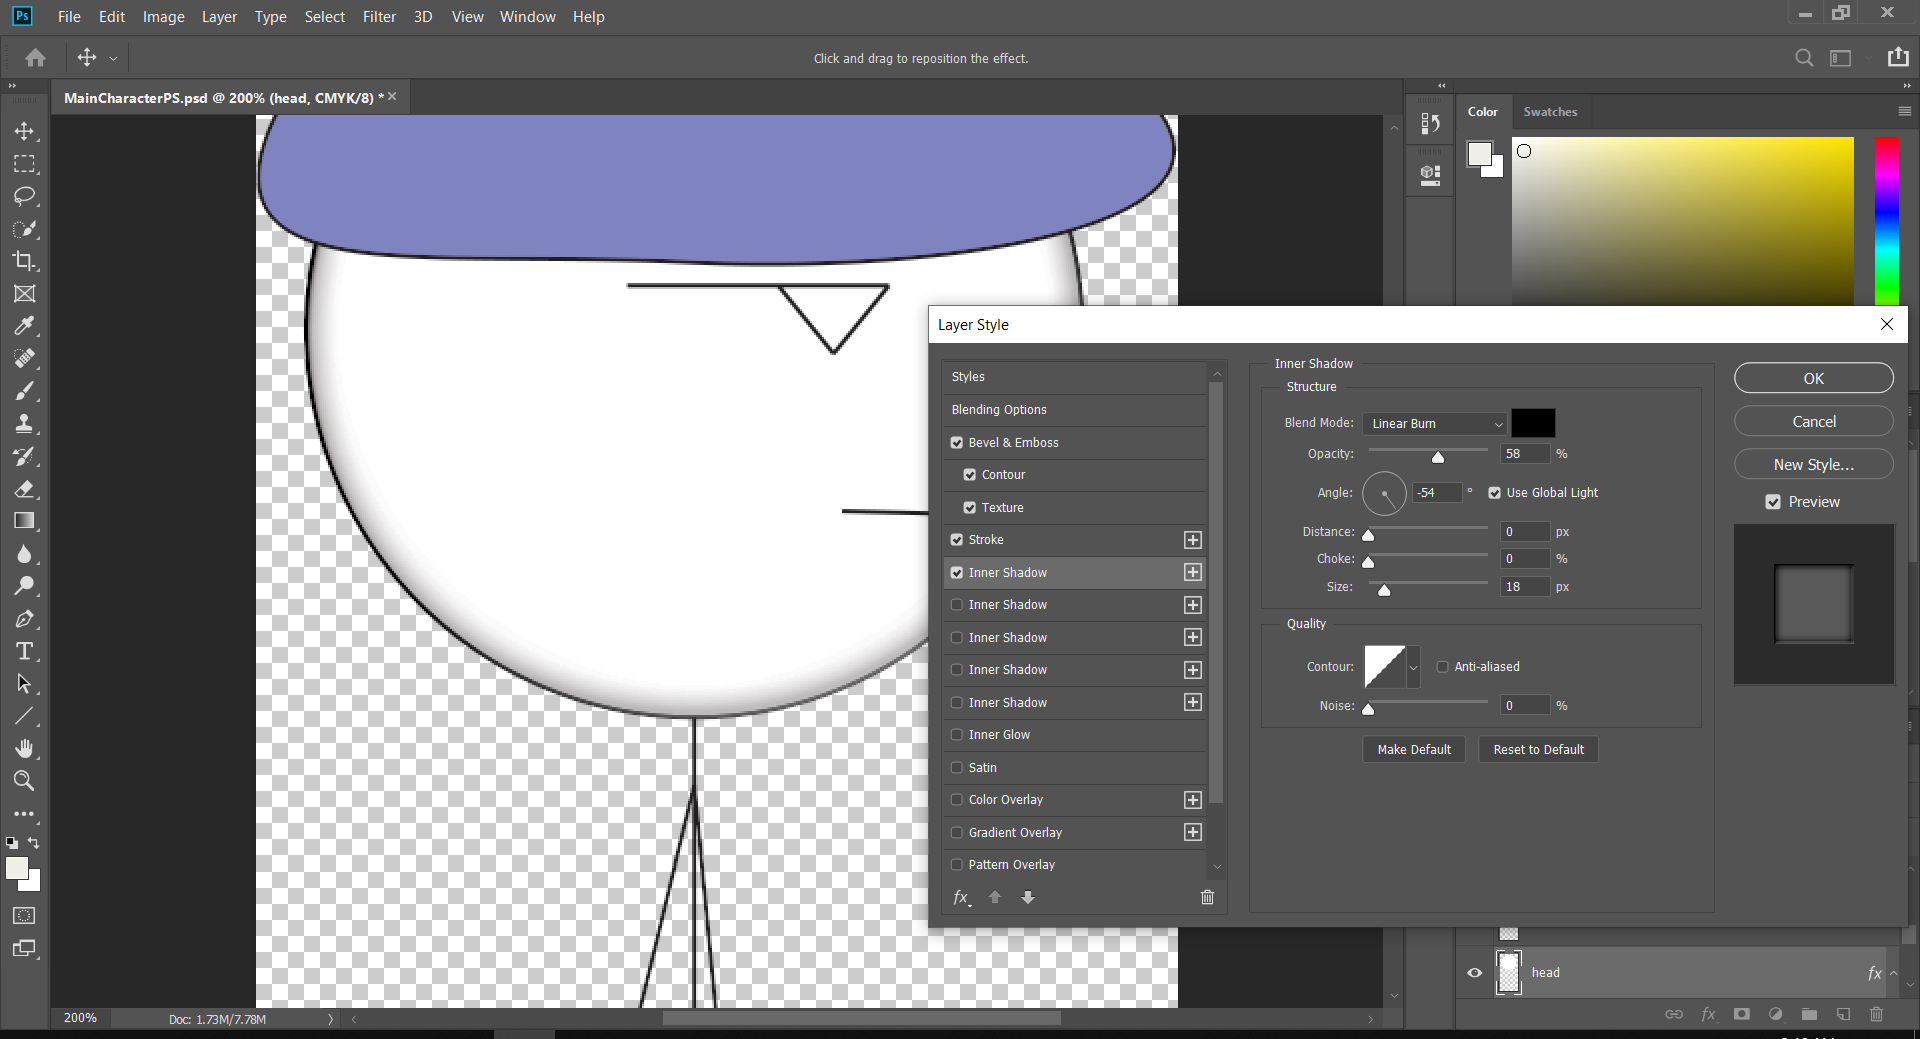 Ps File Edit Image Layer Type Select Filter 3D View Window Help
Click and drag to reposition the effect.
MainCharacterPS.psd @ 200% (head, CMYK/8) *
Color Swatches
Layer Style
Styles
Blending Options
Bevel & Emboss
Contour
Texture
Stroke
Inner Shadow
Inner Shadow
Inner Shadow
Inner Shadow
Inner Shadow
Inner Glow
Satin
Color Overlay
Gradient Overlay
Pattern Overlay
fx
Inner Shadow
Structure
Blend Mode: Linear Burn
Opacity: 58 %
Angle: -54 ° Use Global Light
Distance: 0 px
Choke: 0 %
Size: 18 px
Quality
Contour: Anti-aliased
Noise: 0 %
Make Default Reset to Default
OK
Cancel
New Style...
Preview
head fx
fx
200% Doc: 1.73M/7.78M